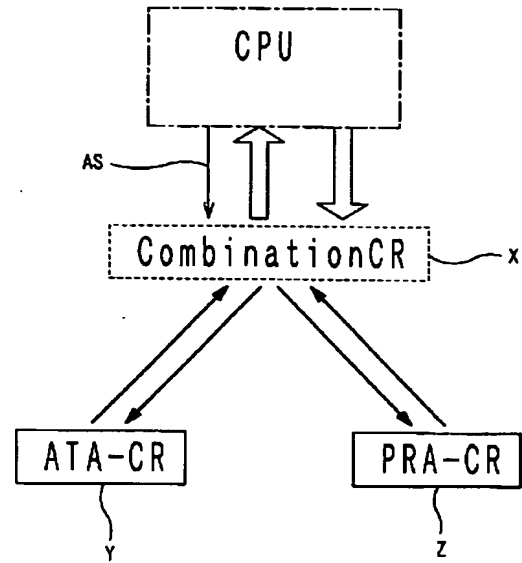 CPU
AS
CombinationCR
X
ATA-CR
PRA-CR
Y
Z